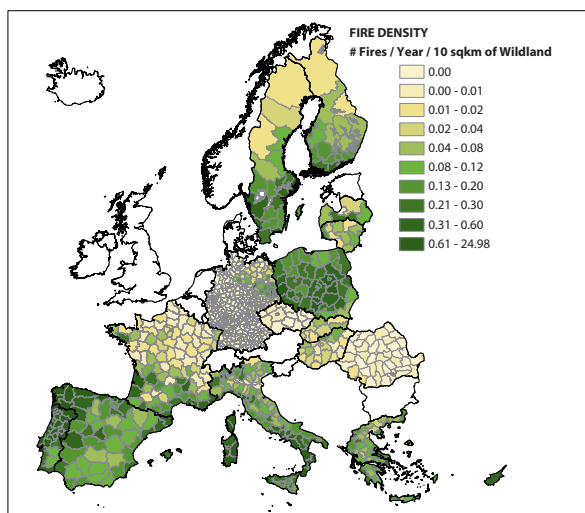 FIRE DENSITY
# Fires / Year / 10 sqkm of Wildland
0.00
0.00 - 0.01
0.01 - 0.02
0.02 - 0.04
0.04 - 0.08
0.08 - 0.12
0.13 - 0.20
0.21 - 0.30
0.31 - 0.60
0.61 - 24.98